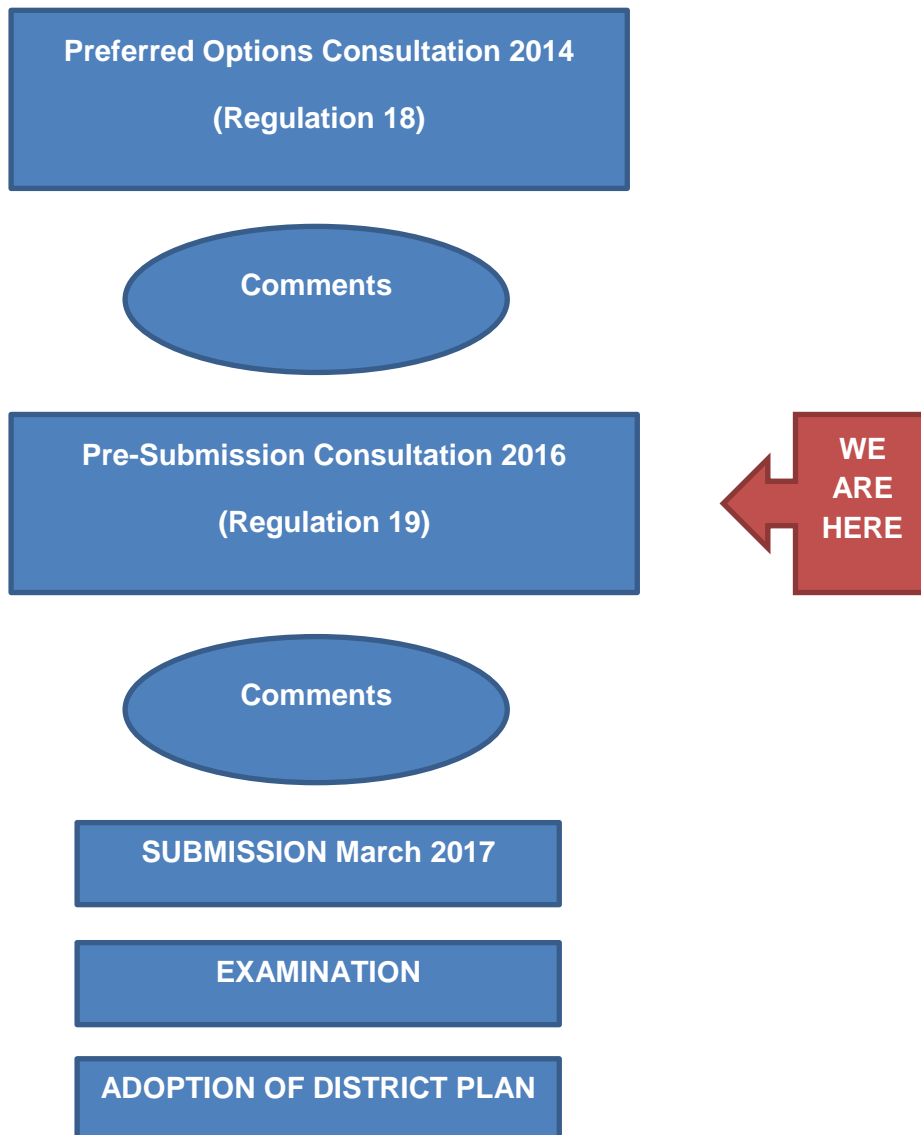 Preferred Options Consultation 2014
(Regulation 18)
Comments
Pre-Submission Consultation 2016
(Regulation 19)
WE
ARE
HERE
Comments
SUBMISSION March 2017
EXAMINATION
ADOPTION OF DISTRICT PLAN